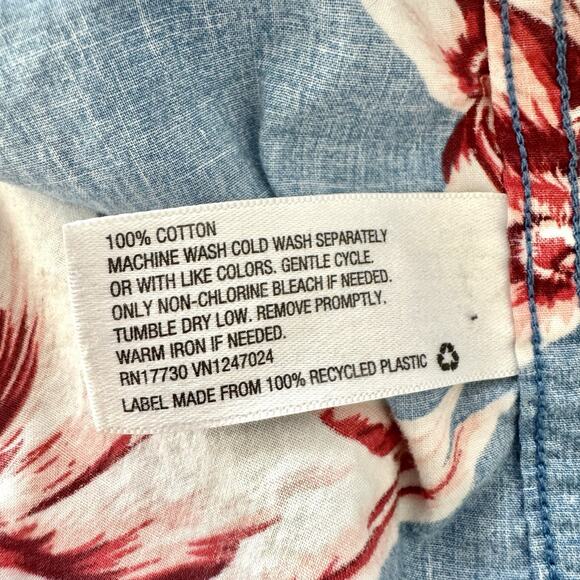 100% COTTON
MACHINE WASH COLD WASH SEPARATELY
OR WITH LIKE COLORS. GENTLE CYCLE.
ONLY NON-CHLORINE BLEACH IF NEEDED.
TUMBLE DRY LOW. REMOVE PROMPTLY.
WARM IRON IF NEEDED.
RN17730 VN1247024
LABEL MADE FROM 100% RECYCLED PLASTIC